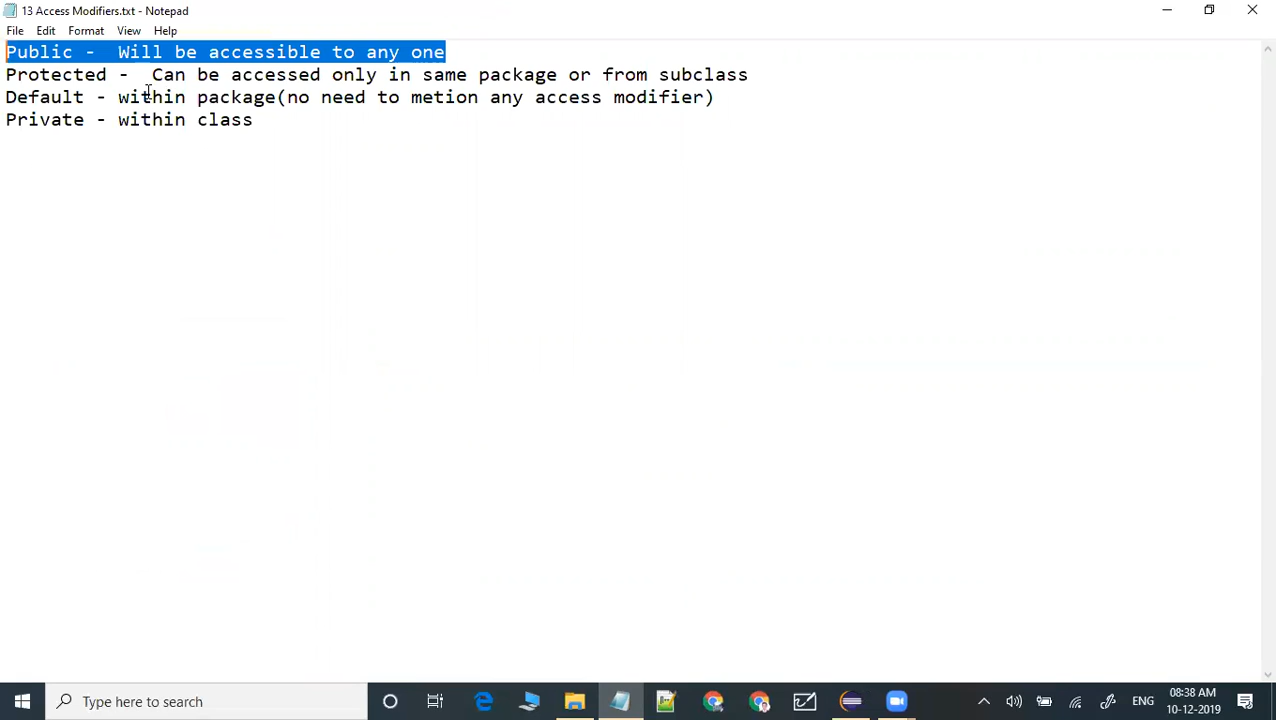 13 Access Modifiers.txt - Notepad
File Edit Format View Help
Public -  Will be accessible to any one
Protected -  Can be accessed only in same package or from subclass
Default - within package(no need to metion any access modifier)
Private - within class
Type here to search
ENG
08:38 AM
10-12-2019